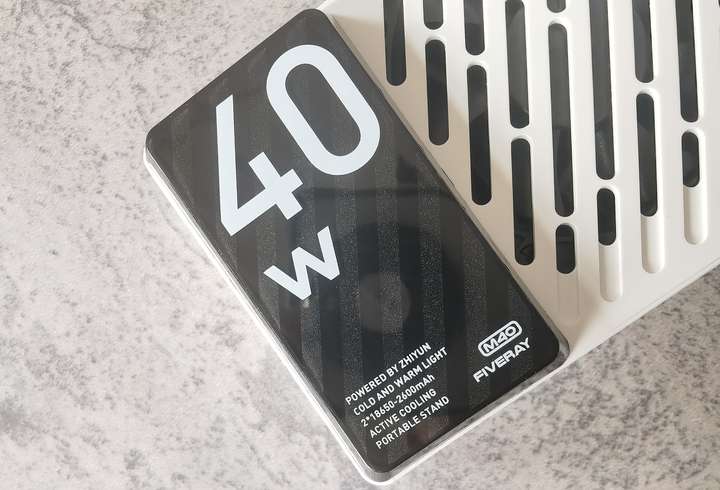 40
W
POWERED BY ZHIYUN
COLD AND WARM LIGHT
2*18650-2600mAh
ACTIVE COOLING
PORTABLE STAND
M40
FIVERAY